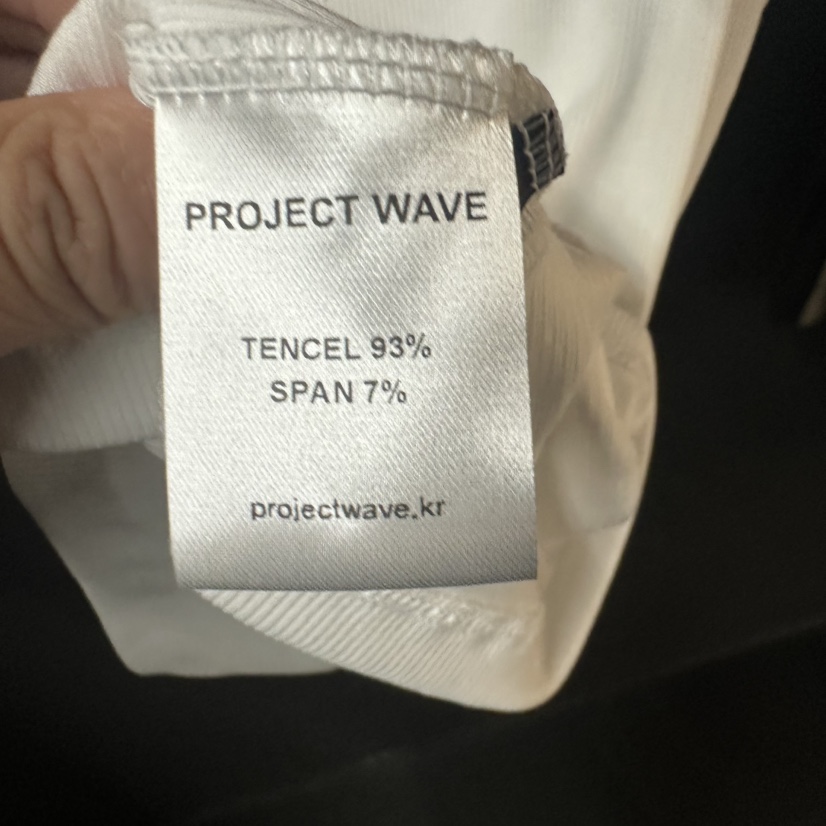 PROJECT WAVE
TENCEL 93%
SPAN 7%
projectwave.kr